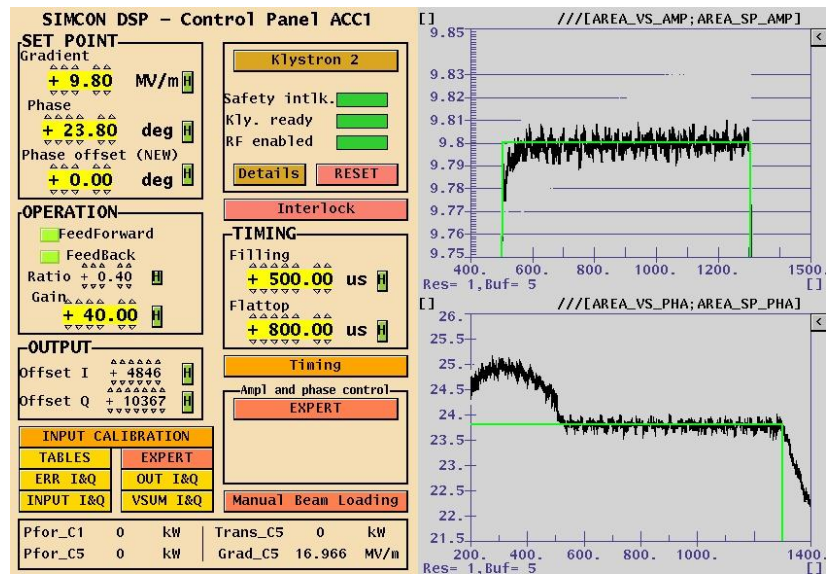 SIMCON DSP - Control Panel ACC1
SET POINT
Gradient
+ 9.80 MV/m H
Phase
+ 23.80 deg H
Phase offset (NEW)
+ 0.00 deg H
OPERATION
FeedForward
FeedBack
Ratio + 0.40 H
Gain
+ 40.00 H
OUTPUT
Offset I + 4846 H
Offset Q + 10367 H
INPUT CALIBRATION
TABLES EXPERT
ERR I&Q OUT I&Q
INPUT I&Q VSUM I&Q
Klystron 2
Safety intlk.
Kly. ready
RF enabled
Details RESET
Interlock
TIMING
Filling
+ 500.00 us H
Flattop
+ 800.00 us H
Timing
Ampl and phase control
EXPERT
Manual Beam Loading
Pfor_C1 0 kW Trans_C5 0 kW
Pfor_C5 0 kW Grad_C5 16.966 MV/m
[] ///[AREA_VS_AMP;AREA_SP_AMP]
<
9.85
9.83
9.82
9.81
9.8
9.79
9.78
9.77
9.76
9.75
400. 600. 800. 1000. 1200. 1500.
Res= 1,Buf= 5 []
[] ///[AREA_VS_PHA;AREA_SP_PHA]
<
26.
25.
24.5
24.
23.5
23.
22.5
22.
21.5
200. 400. 600. 800. 1000. 1400.
Res= 1,Buf= 5 []